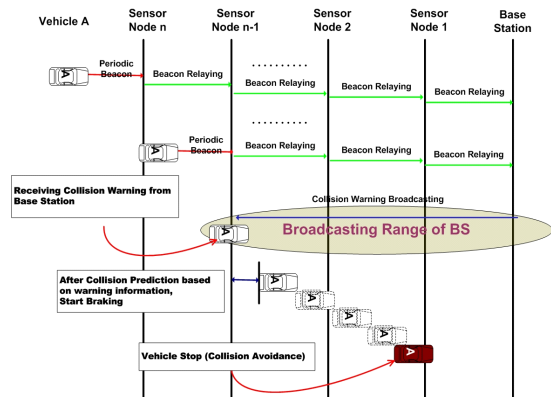 Vehicle A
Sensor
Node n
Sensor
Node n-1
Sensor
Node 2
Sensor
Node 1
Base
Station
Periodic
Beacon
Beacon Relaying
..........
Beacon Relaying
Beacon Relaying
Beacon Relaying
A
Periodic
Beacon
..........
Beacon Relaying
Beacon Relaying
Beacon Relaying
A
Receiving Collision Warning from
Base Station
Collision Warning Broadcasting
Broadcasting Range of BS
A
After Collision Prediction based
on warning information,
Start Braking
A
A
A
A
Vehicle Stop (Collision Avoidance)
A